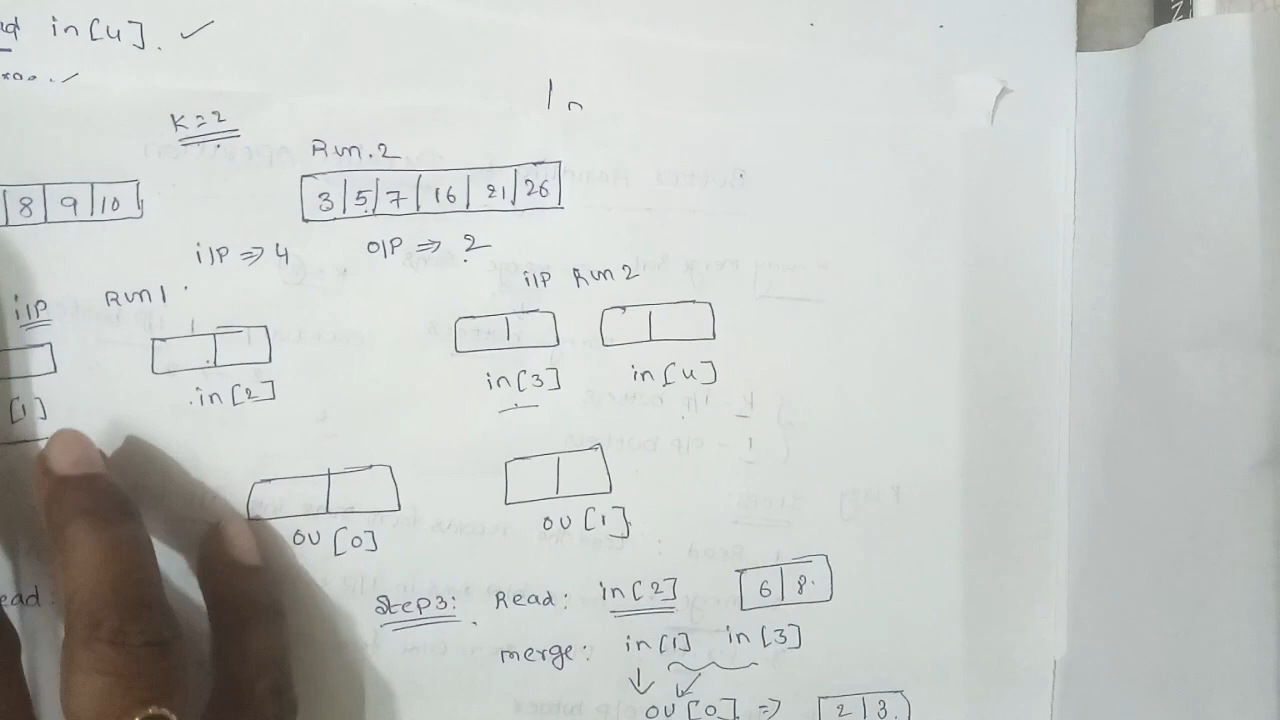 in[4]. ✓
K=2
Run.2
8 | 9 | 10
3 | 5 | 7 | 16 | 21 | 26
i|P ⇒ 4 o|P ⇒ 2
i|P Run1 i|P Run2
[1] in[2] in[3] in[4]
ou[0] ou[1]
ead: Step3: Read: in[2] 6 | 8
merge: in[1] in[3]
ou[0] ⇒ 2 | 3